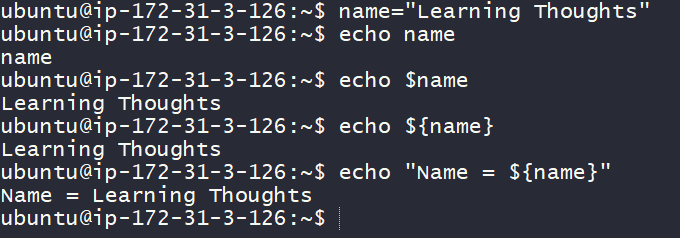 ubuntu@ip-172-31-3-126:~$ name="Learning Thoughts"
ubuntu@ip-172-31-3-126:~$ echo name
name
ubuntu@ip-172-31-3-126:~$ echo $name
Learning Thoughts
ubuntu@ip-172-31-3-126:~$ echo ${name}
Learning Thoughts
ubuntu@ip-172-31-3-126:~$ echo "Name = ${name}"
Name = Learning Thoughts
ubuntu@ip-172-31-3-126:~$